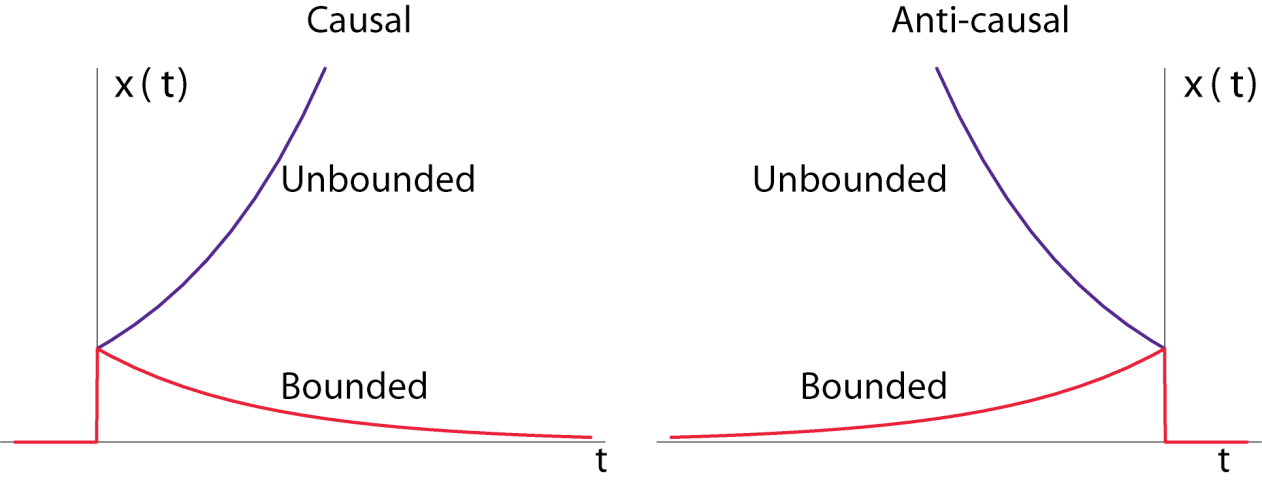 Causal
x(t)
Unbounded
Bounded
t
Anti-causal
x(t)
Unbounded
Bounded
t